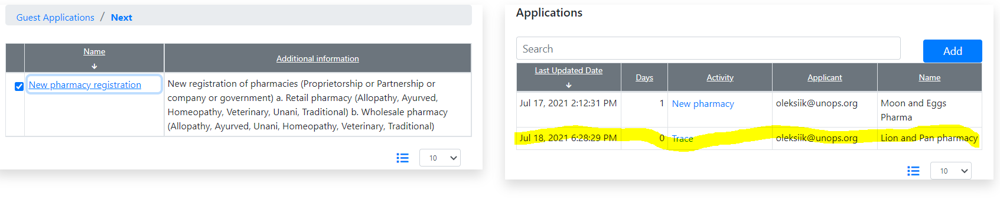 Guest Applications / Next
Name
Additional information
New pharmacy registration
New registration of pharmacies (Proprietorship or Partnership or
company or government) a. Retail pharmacy (Allopathy, Ayurved,
Homeopathy, Veterinary, Unani, Traditional) b. Wholesale pharmacy
(Allopathy, Ayurved, Unani, Homeopathy, Veterinary, Traditional)
10
Applications
Search
Add
Last Updated Date Days Activity Applicant Name
Jul 17, 2021 2:12:31 PM 1 New pharmacy oleksiik@unops.org Moon and Eggs
Pharma
Jul 18, 2021 6:28:29 PM 0 Trace oleksiik@unops.org Lion and Pan pharmacy
10